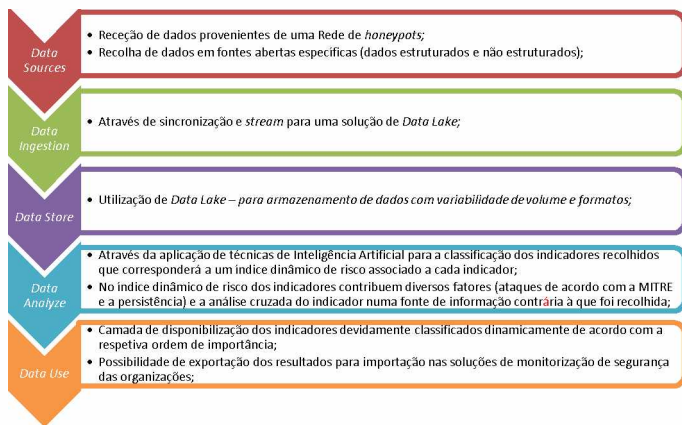 Data
Sources
• Receção de dados provenientes de uma Rede de honeypots;
• Recolha de dados em fontes abertas especificas (dados estruturados e não estruturados);
Data
Ingestion
• Através de sincronização e stream para uma solução de Data Lake;
Data Store
• Utilização de Data Lake – para armazenamento de dados com variabilidade de volume e formatos;
Data
Analyze
• Através da aplicação de técnicas de Inteligência Artificial para a classificação dos indicadores recolhidos
que corresponderá a um índice dinâmico de risco associado a cada indicador;
• No indice dinâmico de risco dos indicadores contribuem diversos fatores (ataques de acordo com a MITRE
e a persistência) e a análise cruzada do indicador numa fonte de informação contrária à que foi recolhida;
Data Use
• Camada de disponibilização dos indicadores devidamente classificados dinamicamente de acordo com a
respetiva ordem de importância;
• Possibilidade de exportação dos resultados para importação nas soluções de monitorização de segurança
das organizações;